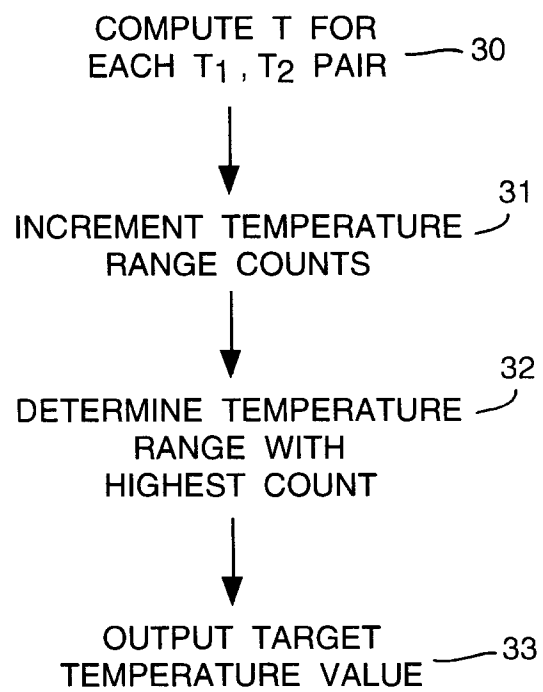 COMPUTE T FOR
EACH T1, T2 PAIR
30
INCREMENT TEMPERATURE
RANGE COUNTS
31
DETERMINE TEMPERATURE
RANGE WITH
HIGHEST COUNT
32
OUTPUT TARGET
TEMPERATURE VALUE
33